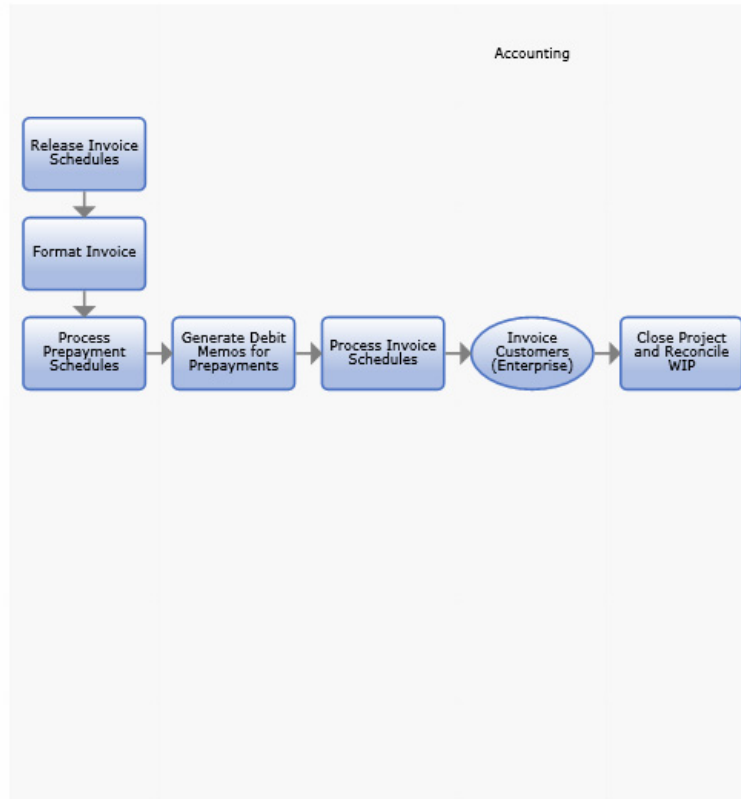 Accounting
Release Invoice
Schedules
Format Invoice
Process
Prepayment
Schedules
Generate Debit
Memos for
Prepayments
Process Invoice
Schedules
Invoice
Customers
(Enterprise)
Close Project
and Reconcile
WIP